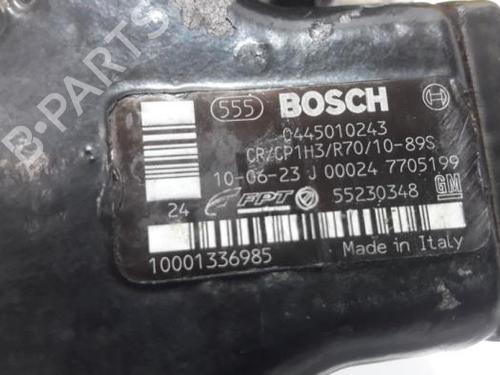 B-PARTS
555 BOSCH
0445010243
CR/CP1H3/R70/10-89S
10-06-23 J 00024 7705199
24 FPT 55230348 GM
10001336985 Made in Italy